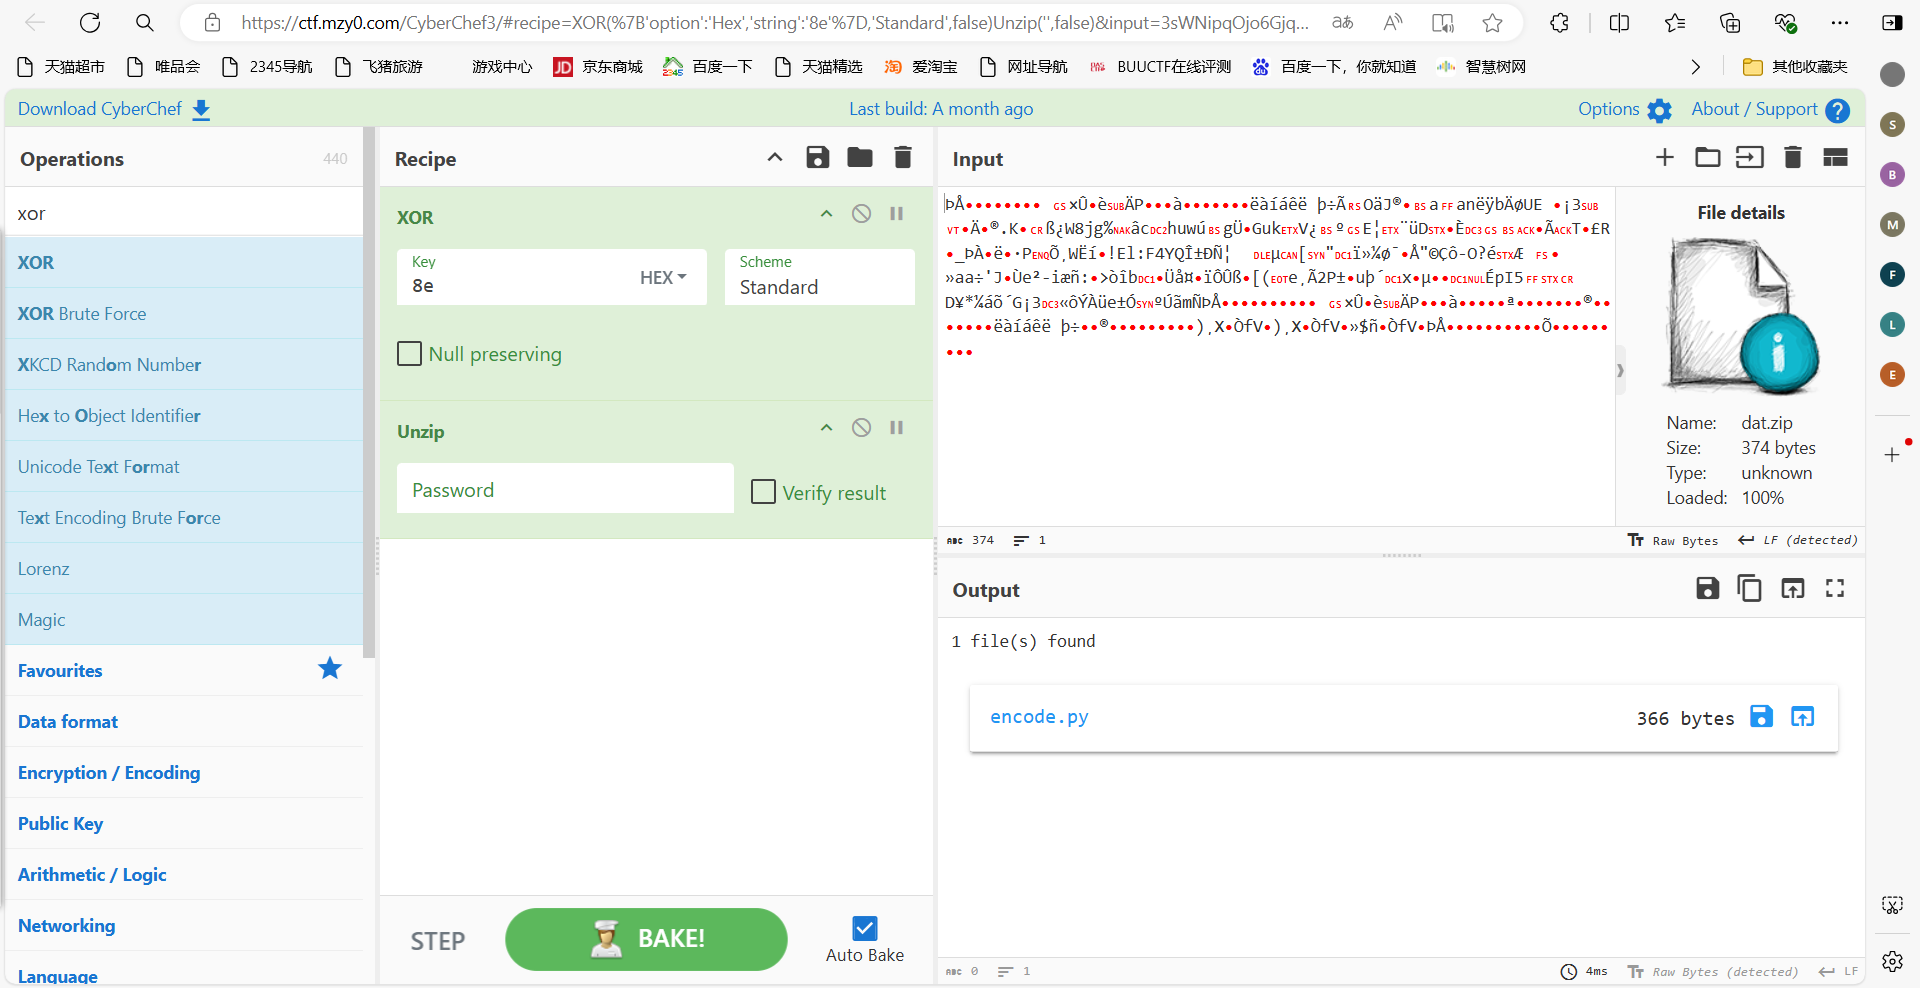 https://ctf.mzy0.com/CyberChef3/#recipe=XOR(%7B'option':'Hex','string':'8e'%7D,'Standard',false)Unzip('',false)&input=3sWNipqOjo6Gjq...
天猫超市 唯品会 2345导航 飞猪旅游 游戏中心 京东商城 百度一下 天猫精选 爱淘宝 网址导航 BUUCTF在线评测 百度一下，你就知道 智慧树网 其他收藏夹
Download CyberChef
Last build: A month ago
Options
About / Support
Operations
440
xor
XOR
XOR Brute Force
XKCD Random Number
Hex to Object Identifier
Unicode Text Format
Text Encoding Brute Force
Lorenz
Magic
Favourites
Data format
Encryption / Encoding
Public Key
Arithmetic / Logic
Networking
Language
Recipe
XOR
Key
8e
HEX
Scheme
Standard
Null preserving
Unzip
Password
Verify result
STEP
BAKE!
Auto Bake
Input
File details
Name: dat.zip
Size: 374 bytes
Type: unknown
Loaded: 100%
374 1
Raw Bytes
LF (detected)
Output
1 file(s) found
encode.py
366 bytes
0 1
4ms
Raw Bytes (detected)
LF
S
B
M
F
L
E